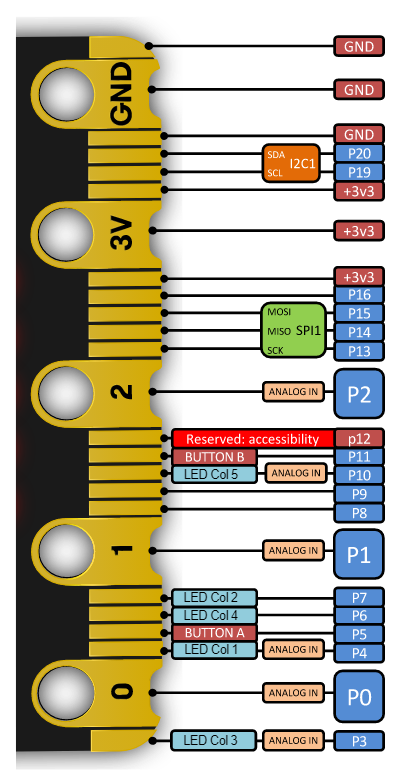 GND
GND
GND
GND
SDA I2C1 P20
SCL P19
+3v3
3V +3v3
+3v3
P16
MOSI P15
MISO SPI1 P14
SCK P13
2 ANALOG IN P2
Reserved: accessibility p12
BUTTON B P11
LED Col 5 ANALOG IN P10
P9
P8
1 ANALOG IN P1
LED Col 2 P7
LED Col 4 P6
BUTTON A P5
LED Col 1 ANALOG IN P4
0 ANALOG IN P0
LED Col 3 ANALOG IN P3